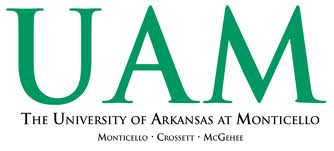 UAM
The University of Arkansas at Monticello
Monticello · Crossett · McGehee